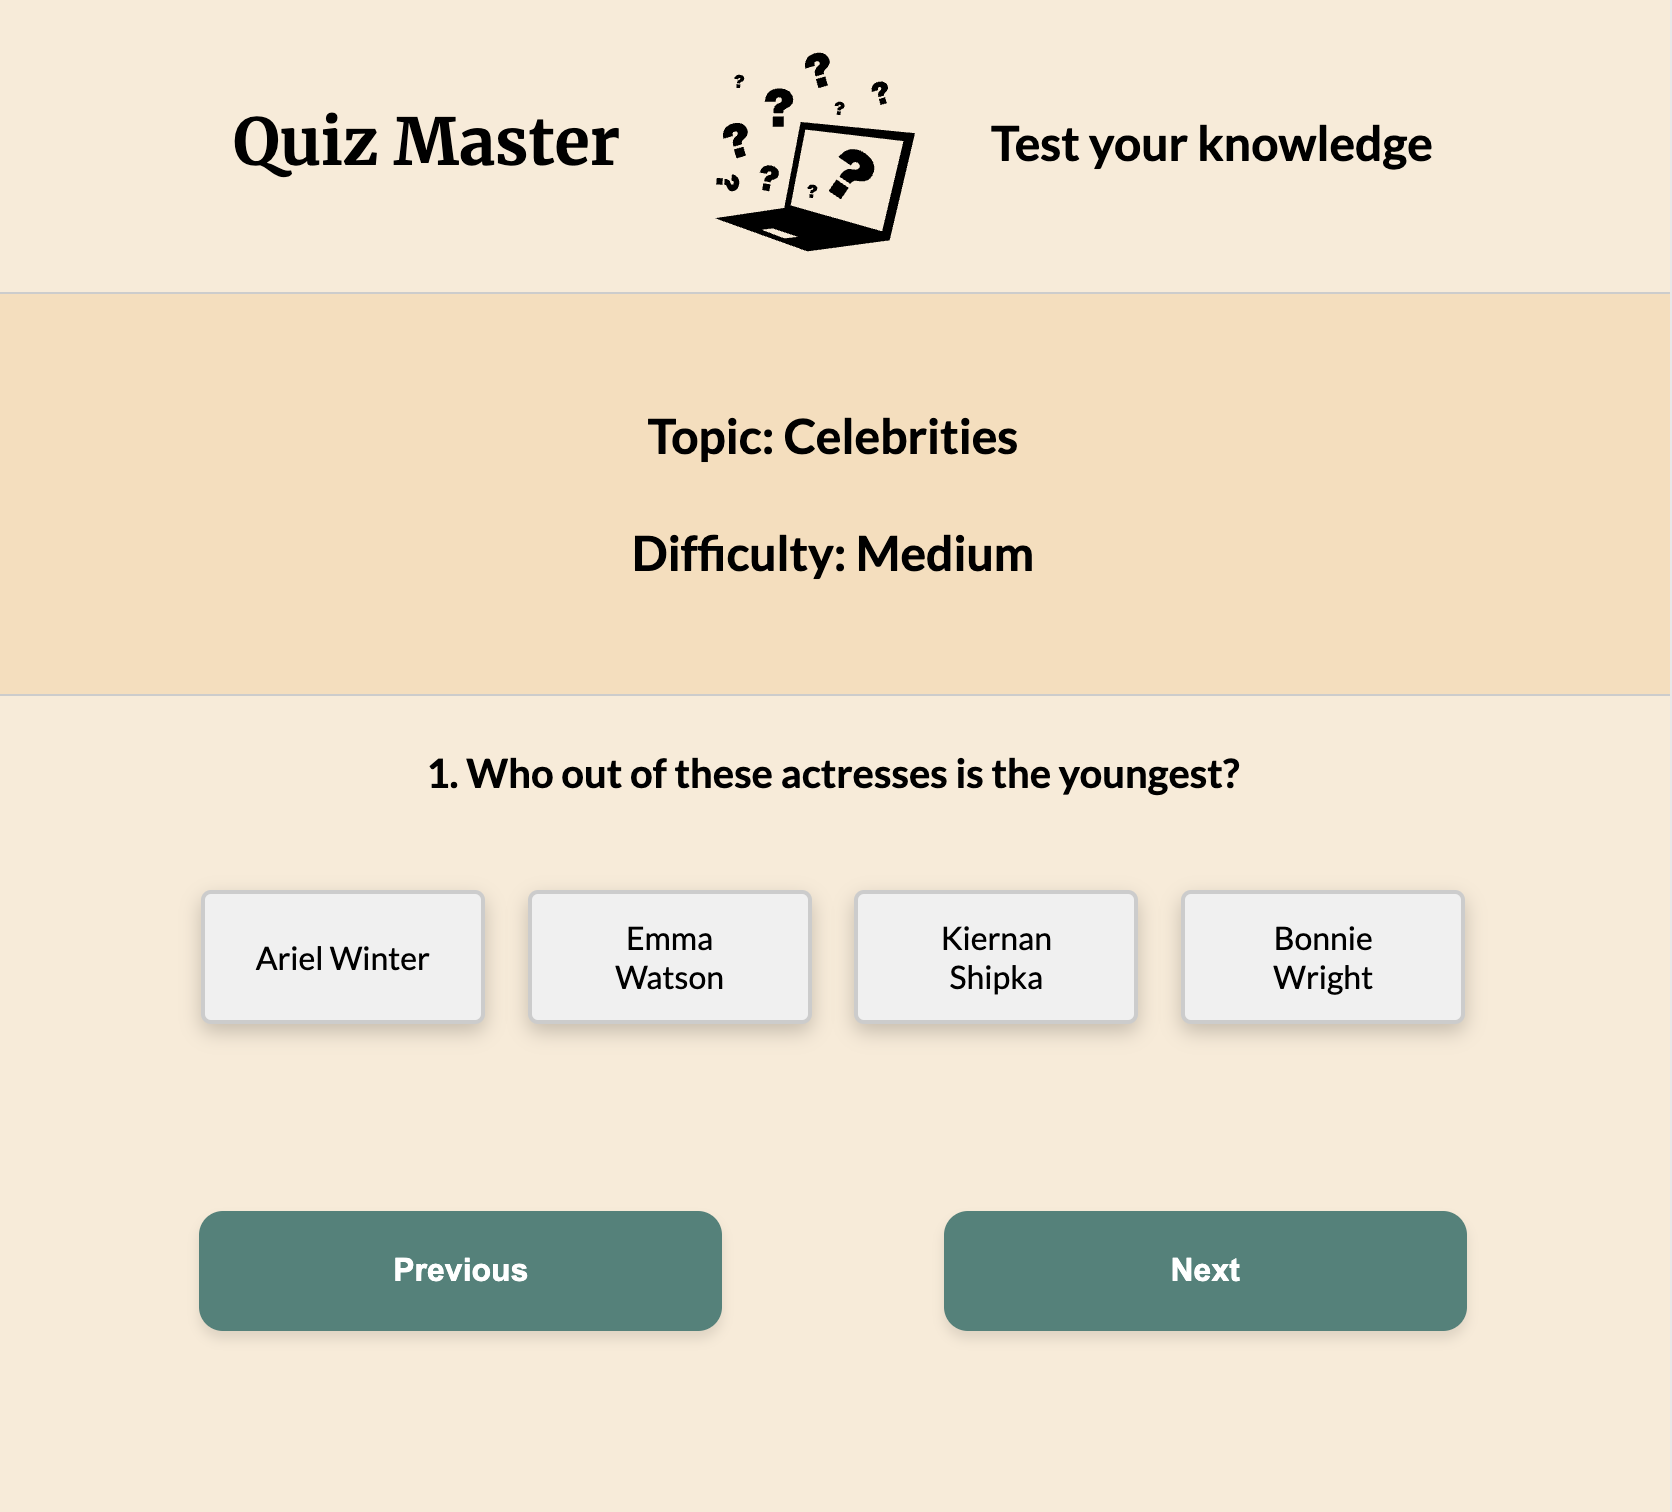 Quiz Master
Test your knowledge
? ? ? ? ? ? ? ? ? ? ?
Topic: Celebrities
Difficulty: Medium
1. Who out of these actresses is the youngest?
Ariel Winter
Emma
Watson
Kiernan
Shipka
Bonnie
Wright
Previous
Next